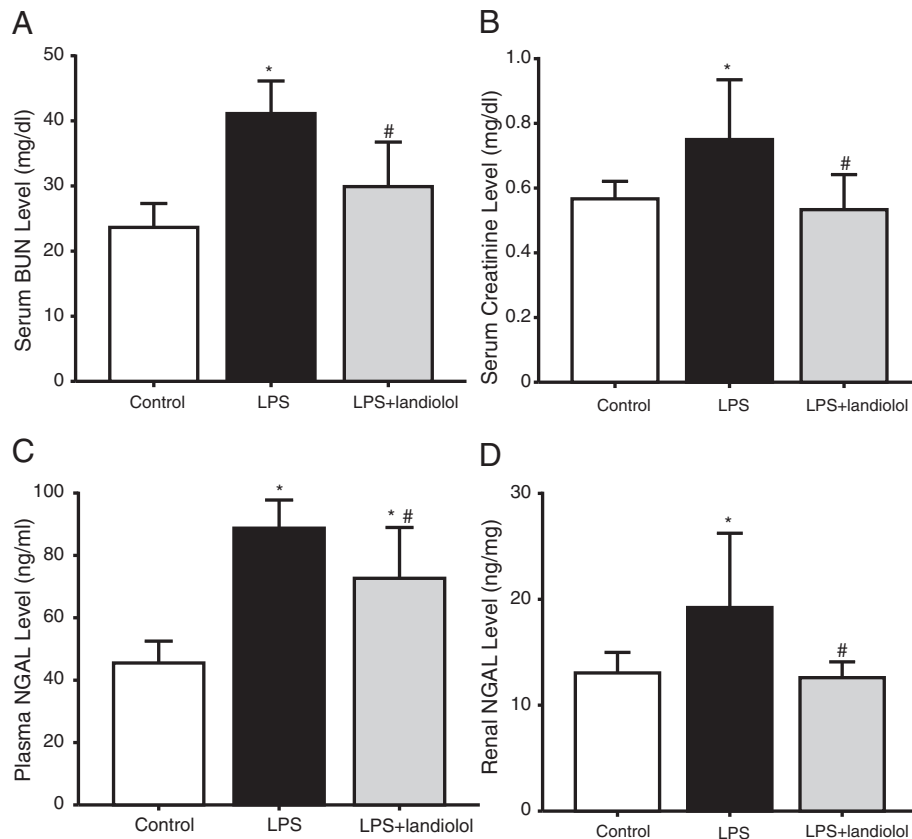 A
Serum BUN Level (mg/dl)
50
40
30
20
10
0
*
#
Control
LPS
LPS+landiolol
B
Serum Creatinine Level (mg/dl)
1.0
0.8
0.6
0.4
0.2
0
*
#
Control
LPS
LPS+landiolol
C
Plasma NGAL Level (ng/ml)
100
80
60
40
20
0
*
* #
Control
LPS
LPS+landiolol
D
Renal NGAL Level (ng/mg)
30
20
10
0
*
#
Control
LPS
LPS+landiolol